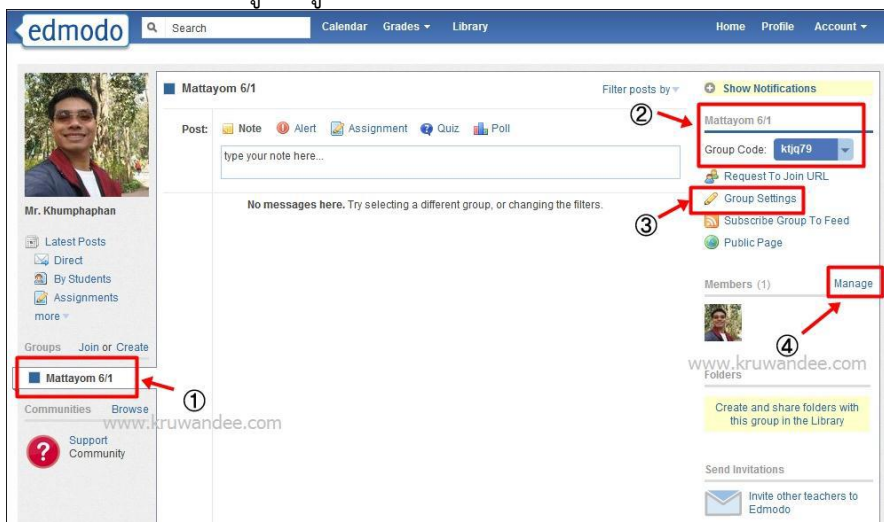 edmodo
Search
Calendar Grades Library
Home Profile Account
Mattayom 6/1
Filter posts by
Post: Note Alert Assignment Quiz Poll
type your note here...
No messages here. Try selecting a different group, or changing the filters.
Mr. Khumphaphan
Latest Posts
Direct
By Students
Assignments
more
Groups Join or Create
Mattayom 6/1
①
Communities Browse
www.kruwandee.com
?
Support
Community
Show Notifications
②
Mattayom 6/1
Group Code: ktjq79
Request To Join URL
③
Group Settings
Subscribe Group To Feed
Public Page
Members (1) Manage
④
www.kruwandee.com
Folders
Create and share folders with
this group in the Library
Send Invitations
Invite other teachers to
Edmodo